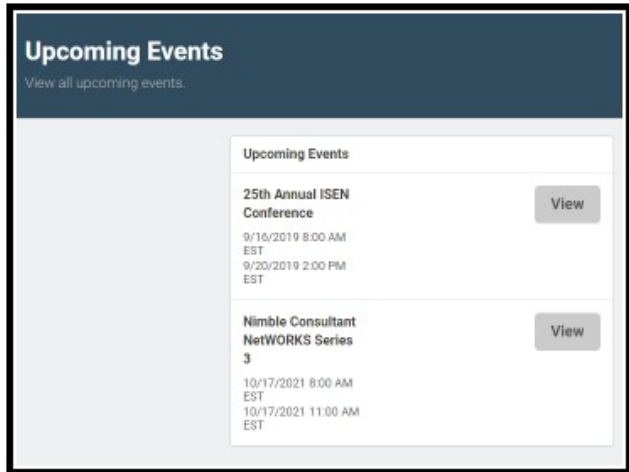 Upcoming Events
View all upcoming events.
Upcoming Events
25th Annual ISEN
Conference
View
9/16/2019 8:00 AM
EST
9/20/2019 2:00 PM
EST
Nimble Consultant
NetWORKS Series
3
View
10/17/2021 8:00 AM
EST
10/17/2021 11:00 AM
EST